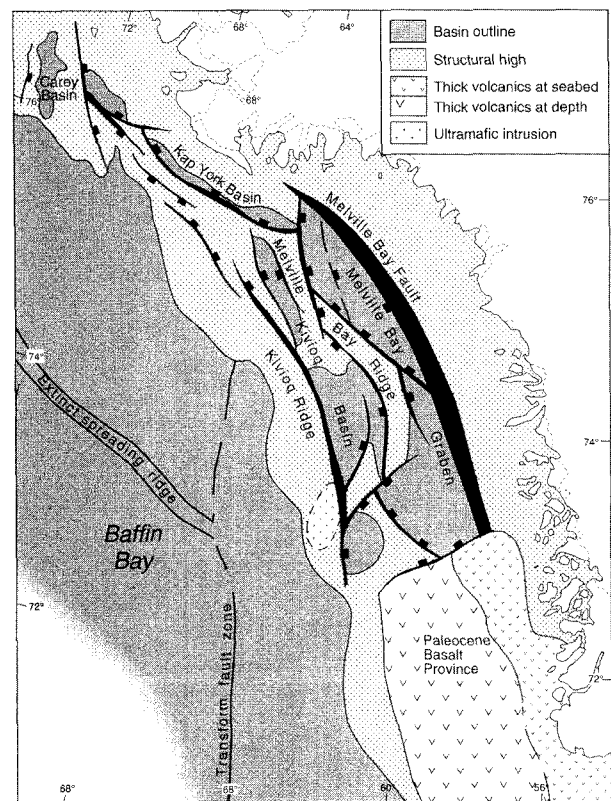 72°
68°
64°
Basin outline
Structural high
Thick volcanics at seabed
Thick volcanics at depth
Ultramafic intrusion
76°
Carey
Basin
68°
Kap York Basin
76°
Melville Bay Fault
Melville Bay
Graben
Melville
Bay
Ridge
Kivioq
Basin
Kivioq Ridge
74°
74°
Extinct spreading ridge
Baffin
Bay
Transform fault zone
72°
Paleocene
Basalt
Province
72°
68°
68°
60°
56°